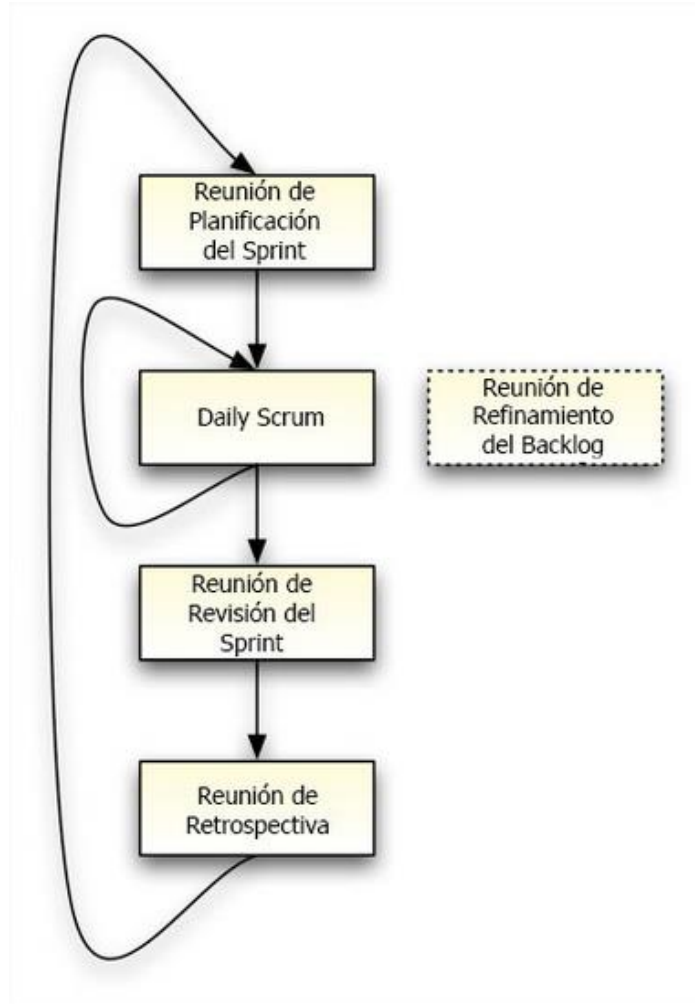 Reunión de
Planificación
del Sprint
Daily Scrum
Reunión de
Refinamiento
del Backlog
Reunión de
Revisión del
Sprint
Reunión de
Retrospectiva